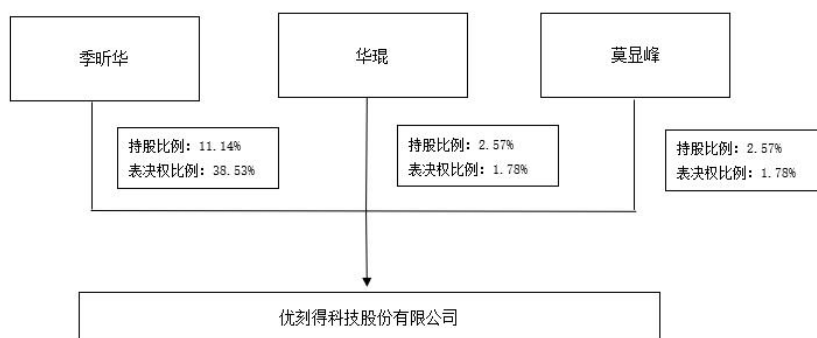 季昕华
华琨
莫显峰
持股比例：11.14%
表决权比例：38.53%
持股比例：2.57%
表决权比例：1.78%
持股比例：2.57%
表决权比例：1.78%
优刻得科技股份有限公司